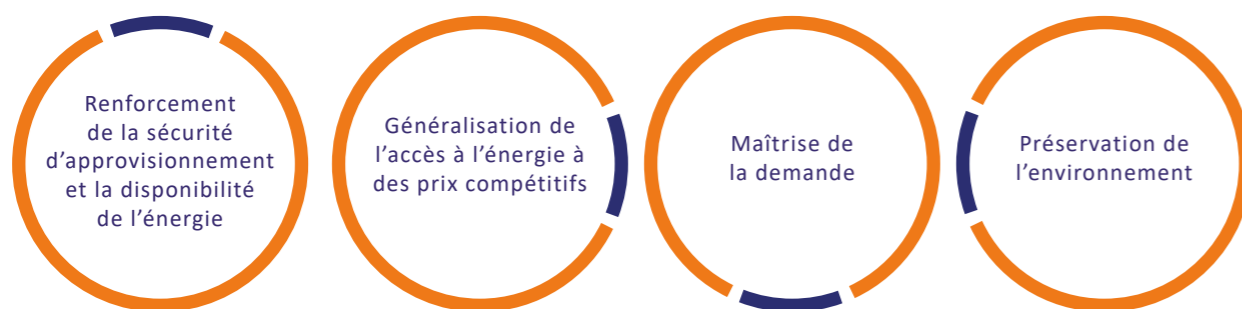 Renforcement
de la sécurité
d’approvisionnement
et la disponibilité
de l’énergie
Généralisation de
l’accès à l’énergie à
des prix compétitifs
Maîtrise de
la demande
Préservation de
l’environnement